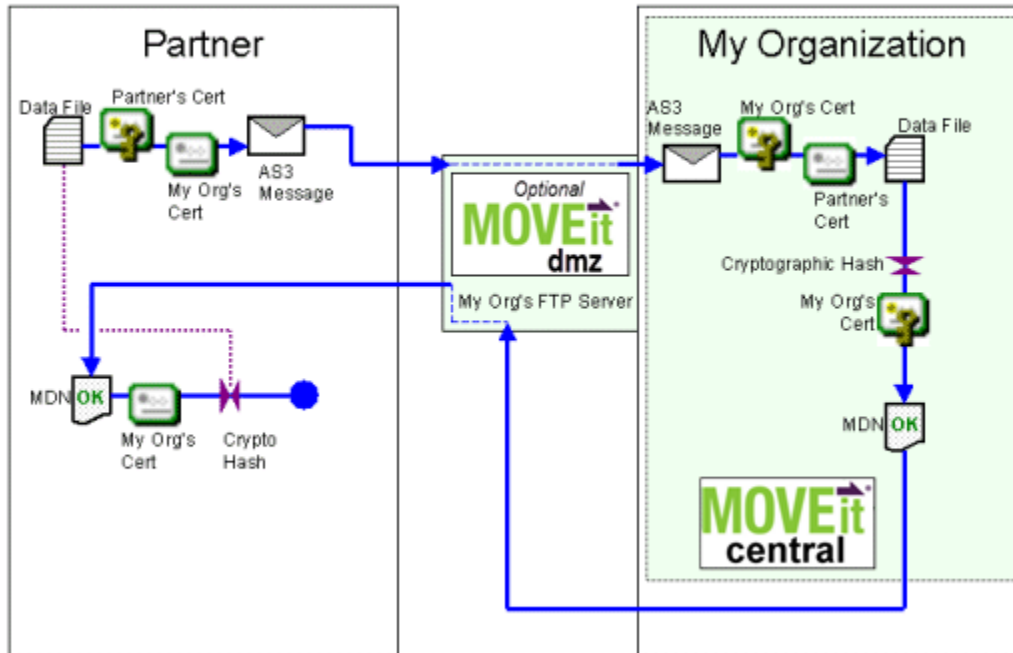 Partner
My Organization
Partner's Cert
Data File
My Org's
Cert
AS3
Message
Optional
MOVEit
dmz
My Org's FTP Server
AS3
Message
My Org's Cert
Data File
Partner's
Cert
Cryptographic Hash
My Org's
Cert
MDN
OK
MOVEit
central
MDN
OK
My Org's
Cert
Crypto
Hash